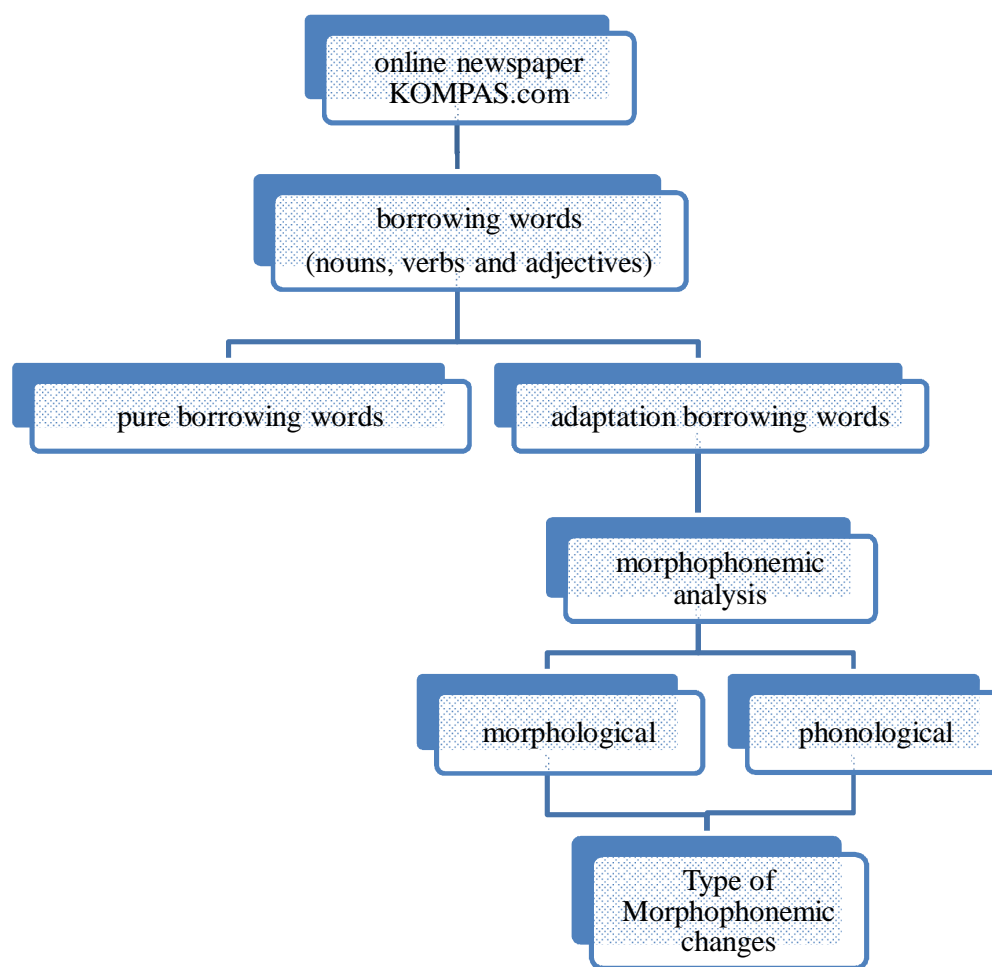 online newspaper
KOMPAS.com
borrowing words
(nouns, verbs and adjectives)
pure borrowing words
adaptation borrowing words
morphophonemic
analysis
morphological
phonological
Type of
Morphophonemic
changes